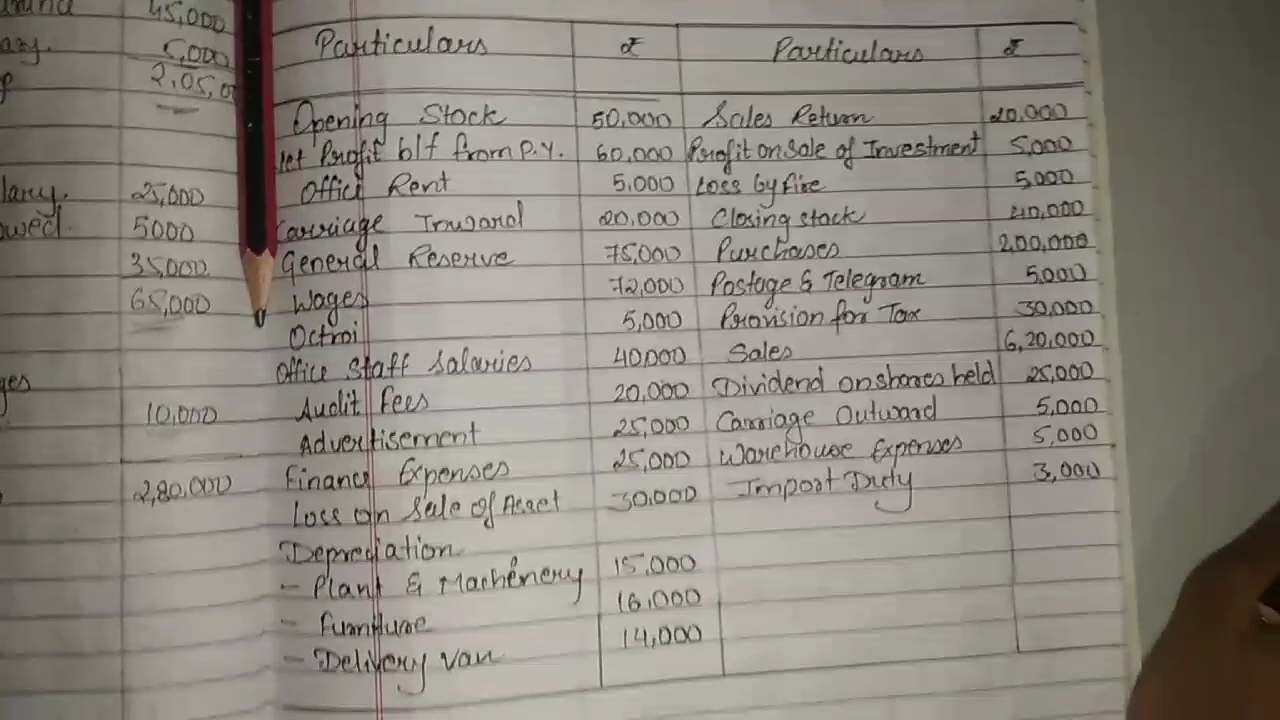 45,000
5,000
2,05,0
25,000
5000
35,000
65,000
10,000
2,80,000
Particulars ₹ Particulars ₹
Opening Stock 50,000 Sales Return 20,000
Net Profit b/f from P.Y. 60,000 Profit on Sale of Investment 5,000
Office Rent 5,000 Loss by fire 5,000
Carriage Inward 20,000 Closing stock 40,000
General Reserve 75,000 Purchases 200,000
Wages 72,000 Postage & Telegram 5,000
Octroi 5,000 Provision for Tax 30,000
Office Staff Salaries 40,000 Sales 6,20,000
Audit Fees 20,000 Dividend on shares held 25,000
Advertisement 25,000 Carriage Outward 5,000
Finance Expenses 25,000 Warehouse Expenses 5,000
Loss on Sale of Asset 30,000 Import Duty 3,000
Depreciation
- Plant & Machenery 15,000
- Furniture 16,000
- Delivery van 14,000